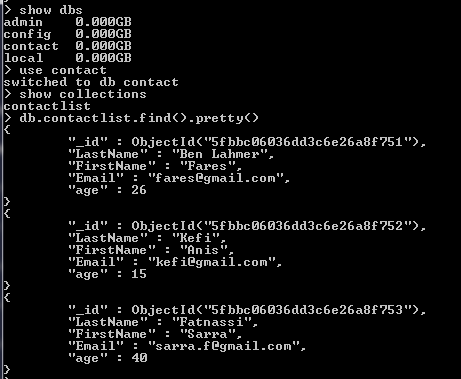 > show dbs
admin    0.000GB
config   0.000GB
contact  0.000GB
local    0.000GB
> use contact
switched to db contact
> show collections
contactlist
> db.contactlist.find().pretty()
{
        "_id" : ObjectId("5fbbc06036dd3c6e26a8f751"),
        "LastName" : "Ben Lahmer",
        "FirstName" : "Fares",
        "Email" : "fares@gmail.com",
        "age" : 26
}
{
        "_id" : ObjectId("5fbbc06036dd3c6e26a8f752"),
        "LastName" : "Kefi",
        "FirstName" : "Anis",
        "Email" : "kefi@gmail.com",
        "age" : 15
}
{
        "_id" : ObjectId("5fbbc06036dd3c6e26a8f753"),
        "LastName" : "Fatnassi",
        "FirstName" : "Sarra",
        "Email" : "sarra.f@gmail.com",
        "age" : 40
}